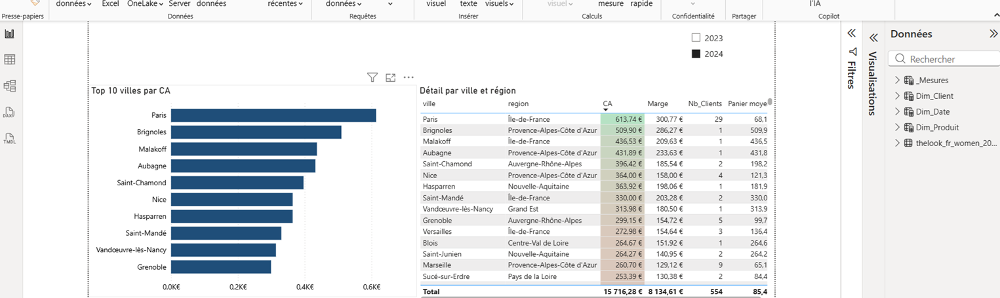 données Excel OneLake Server données récentes données visuel texte visuels visuel mesure rapide l'IA
Presse-papiers Données Requêtes Insérer Calculs Confidentialité Partager Copilot
2023
2024
Filtres
Visualisations
Données
Rechercher
_Mesures
Dim_Client
Dim_Date
Dim_Produit
thelook_fr_women_20...
DAX
TMDL
Top 10 villes par CA
Paris
Brignoles
Malakoff
Aubagne
Saint-Chamond
Nice
Hasparren
Saint-Mandé
Vandœuvre-lès-Nancy
Grenoble
0,0K€ 0,2K€ 0,4K€ 0,6K€
Détail par ville et région
ville region CA Marge Nb_Clients Panier moye
Paris Île-de-France 613,74 € 300,77 € 29 68,1
Brignoles Provence-Alpes-Côte d'Azur 509,90 € 286,27 € 1 509,9
Malakoff Île-de-France 436,53 € 209,63 € 1 436,5
Aubagne Provence-Alpes-Côte d'Azur 431,89 € 233,63 € 1 431,8
Saint-Chamond Auvergne-Rhône-Alpes 396,42 € 185,54 € 2 198,2
Nice Provence-Alpes-Côte d'Azur 364,00 € 158,00 € 4 121,3
Hasparren Nouvelle-Aquitaine 363,92 € 198,06 € 1 181,9
Saint-Mandé Île-de-France 330,00 € 203,28 € 2 330,0
Vandœuvre-lès-Nancy Grand Est 313,98 € 180,50 € 1 313,9
Grenoble Auvergne-Rhône-Alpes 299,15 € 154,72 € 5 99,7
Versailles Île-de-France 272,98 € 154,64 € 3 136,4
Blois Centre-Val de Loire 264,67 € 151,92 € 1 264,6
Saint-Junien Nouvelle-Aquitaine 264,27 € 140,95 € 2 264,2
Marseille Provence-Alpes-Côte d'Azur 260,70 € 129,12 € 9 65,1
Sucé-sur-Erdre Pays de la Loire 253,39 € 130,38 € 2 84,4
Total 15 716,28 € 8 134,61 € 554 85,4